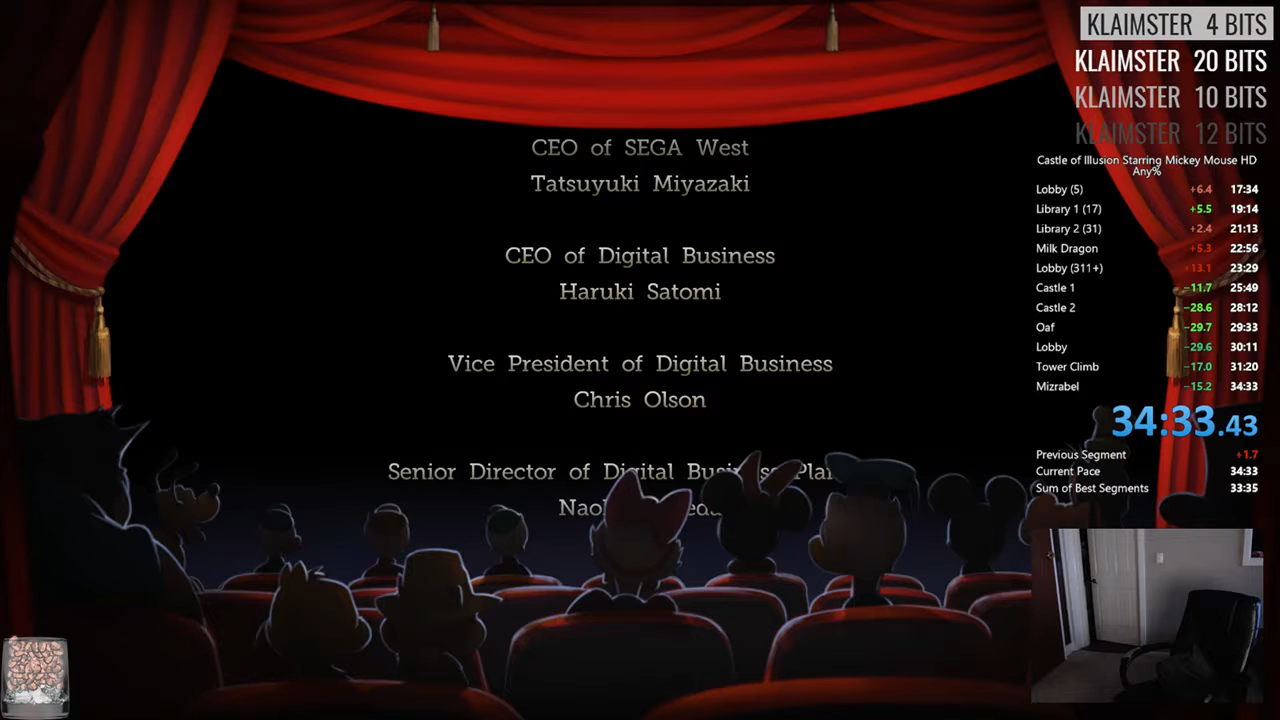 KLAIMSTER 4 BITS
KLAIMSTER 20 BITS
KLAIMSTER 10 BITS
KLAIMSTER 12 BITS
CEO of SEGA West
Tatsuyuki Miyazaki
CEO of Digital Business
Haruki Satomi
Vice President of Digital Business
Chris Olson
Senior Director of Digital Business
Castle of Illusion Starring Mickey Mouse HD
Any%
Lobby (5) +6.4 17:34
Library 1 (17) +5.5 19:14
Library 2 (31) +2.4 21:13
Milk Dragon +5.3 22:56
Lobby (311+) +13.1 23:29
Castle 1 −11.7 25:49
Castle 2 −28.6 28:12
Oaf −29.7 29:33
Lobby −29.6 30:11
Tower Climb −17.0 31:20
Mizrabel −15.2 34:33
34:33.43
Previous Segment +1.7
Current Pace 34:33
Sum of Best Segments 33:35